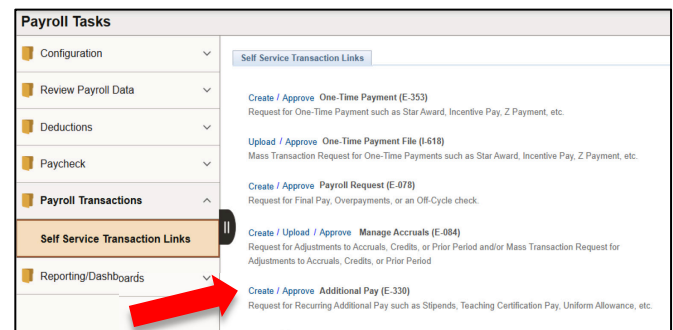 Payroll Tasks
Configuration
Review Payroll Data
Deductions
Paycheck
Payroll Transactions
Self Service Transaction Links
Reporting/Dashboards
Self Service Transaction Links
Create / Approve One-Time Payment (E-353)
Request for One-Time Payment such as Star Award, Incentive Pay, Z Payment, etc.
Upload / Approve One-Time Payment File (I-618)
Mass Transaction Request for One-Time Payments such as Star Award, Incentive Pay, Z Payment, etc.
Create / Approve Payroll Request (E-078)
Request for Final Pay, Overpayments, or an Off-Cycle check.
Create / Upload / Approve Manage Accruals (E-084)
Request for Adjustments to Accruals, Credits, or Prior Period and/or Mass Transaction Request for
Adjustments to Accruals, Credits, or Prior Period
Create / Approve Additional Pay (E-330)
Request for Recurring Additional Pay such as Stipends, Teaching Certification Pay, Uniform Allowance, etc.